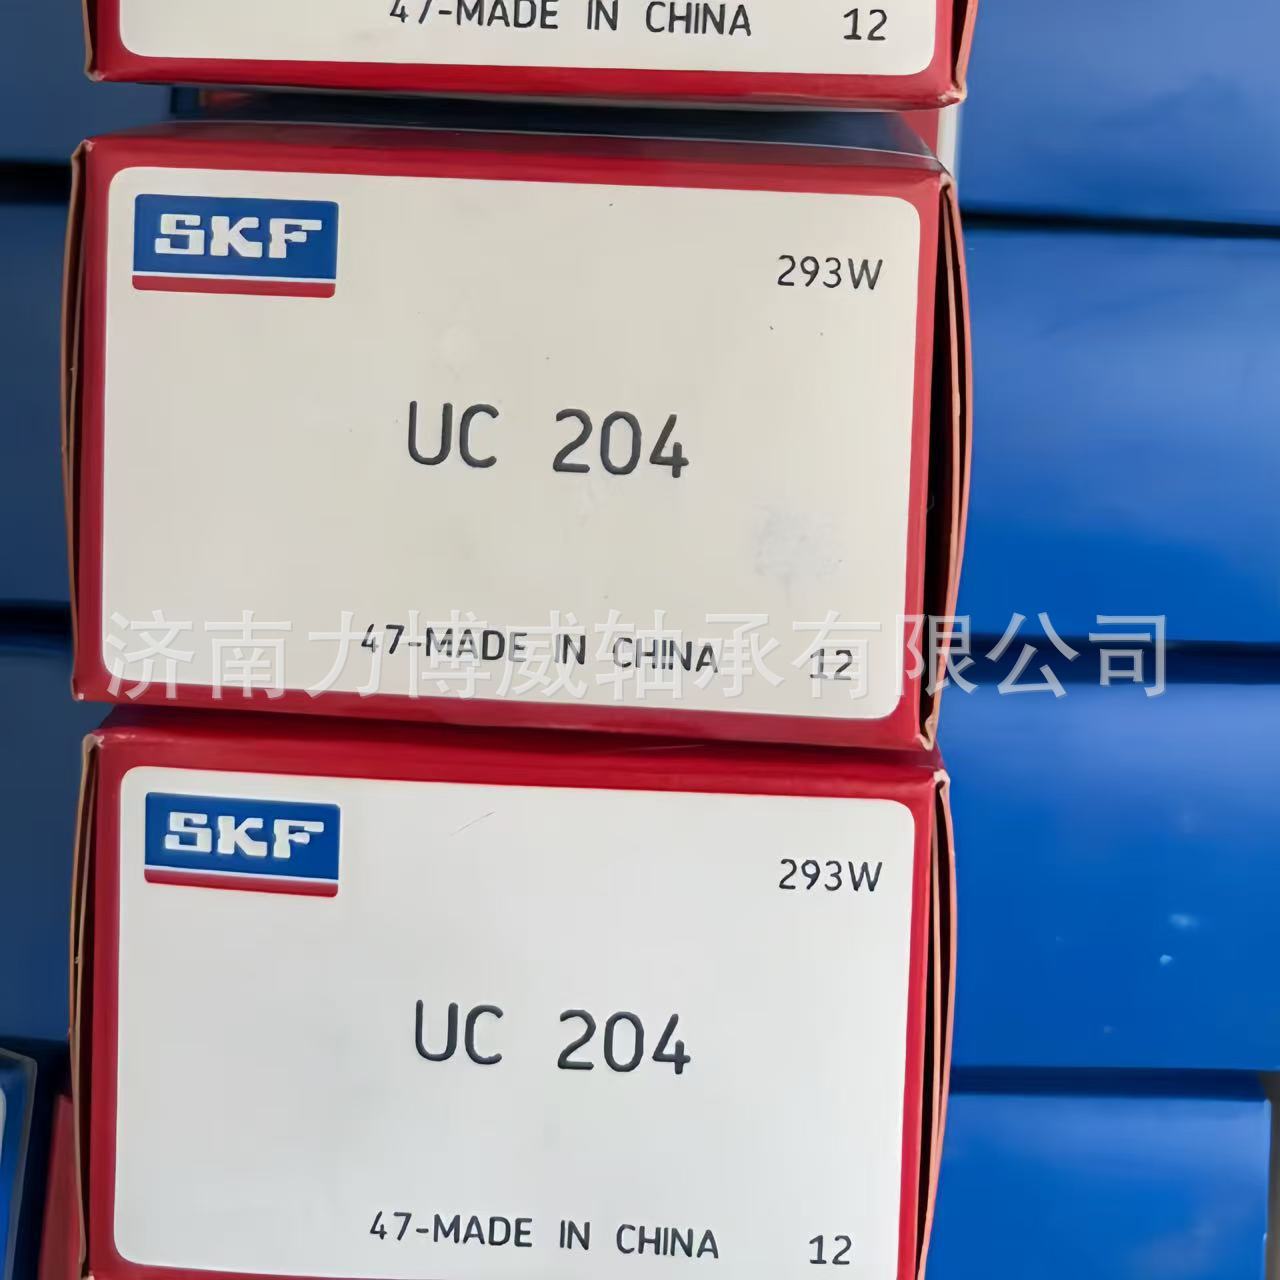 47-MADE IN CHINA 12
SKF
293W
UC 204
47-MADE IN CHINA 12
济南力博威轴承有限公司
SKF
293W
UC 204
47-MADE IN CHINA 12